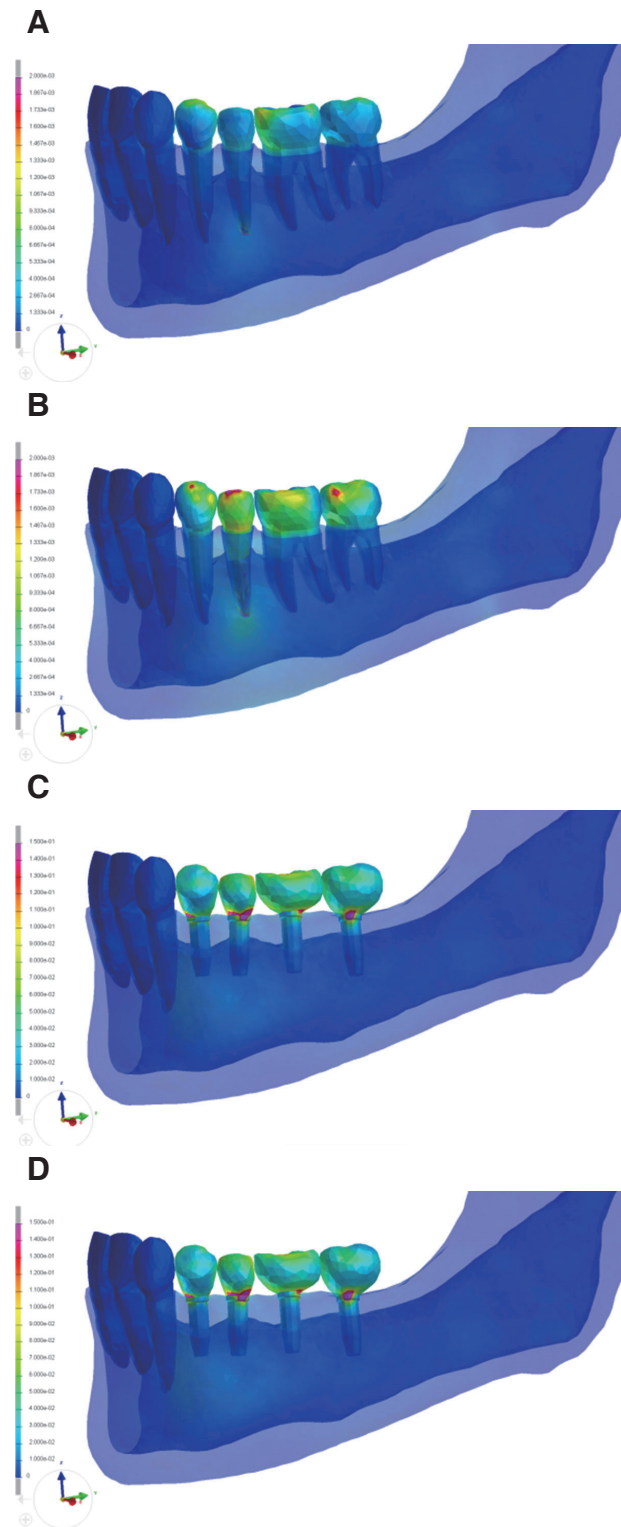 A
2.000e-03
1.867e-03
1.733e-03
1.600e-03
1.467e-03
1.333e-03
1.200e-03
1.067e-03
9.333e-04
8.000e-04
6.667e-04
5.333e-04
4.000e-04
2.667e-04
1.333e-04
0
Z
Y
B
2.000e-03
1.867e-03
1.733e-03
1.600e-03
1.467e-03
1.333e-03
1.200e-03
1.067e-03
9.333e-04
8.000e-04
6.667e-04
5.333e-04
4.000e-04
2.667e-04
1.333e-04
0
Z
Y
C
1.500e-01
1.400e-01
1.300e-01
1.200e-01
1.100e-01
1.000e-01
9.000e-02
8.000e-02
7.000e-02
6.000e-02
5.000e-02
4.000e-02
3.000e-02
2.000e-02
1.000e-02
0
Z
Y
D
1.500e-01
1.400e-01
1.300e-01
1.200e-01
1.100e-01
1.000e-01
9.000e-02
8.000e-02
7.000e-02
6.000e-02
5.000e-02
4.000e-02
3.000e-02
2.000e-02
1.000e-02
0
Z
Y